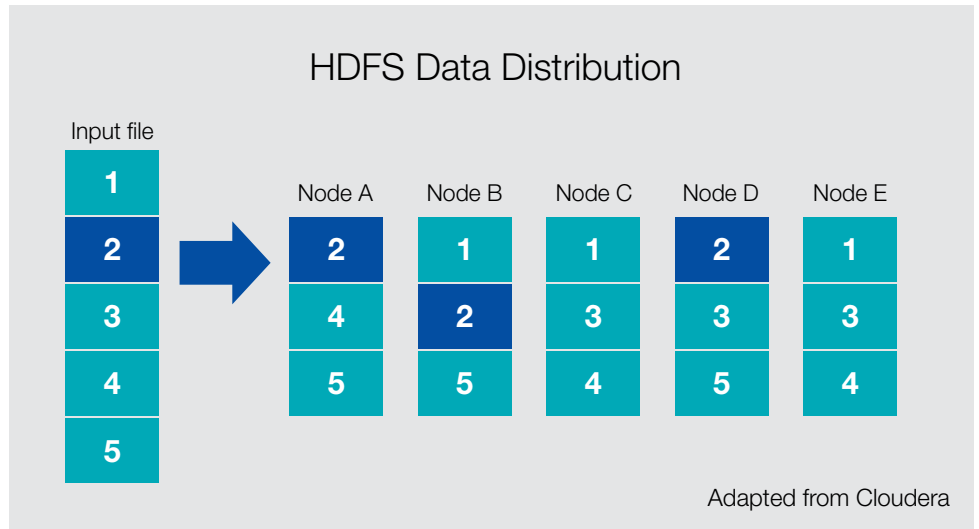 HDFS Data Distribution
Input file
1
2
3
4
5
Node A Node B Node C Node D Node E
2 1 1 2 1
4 2 3 3 3
5 5 4 5 4
Adapted from Cloudera